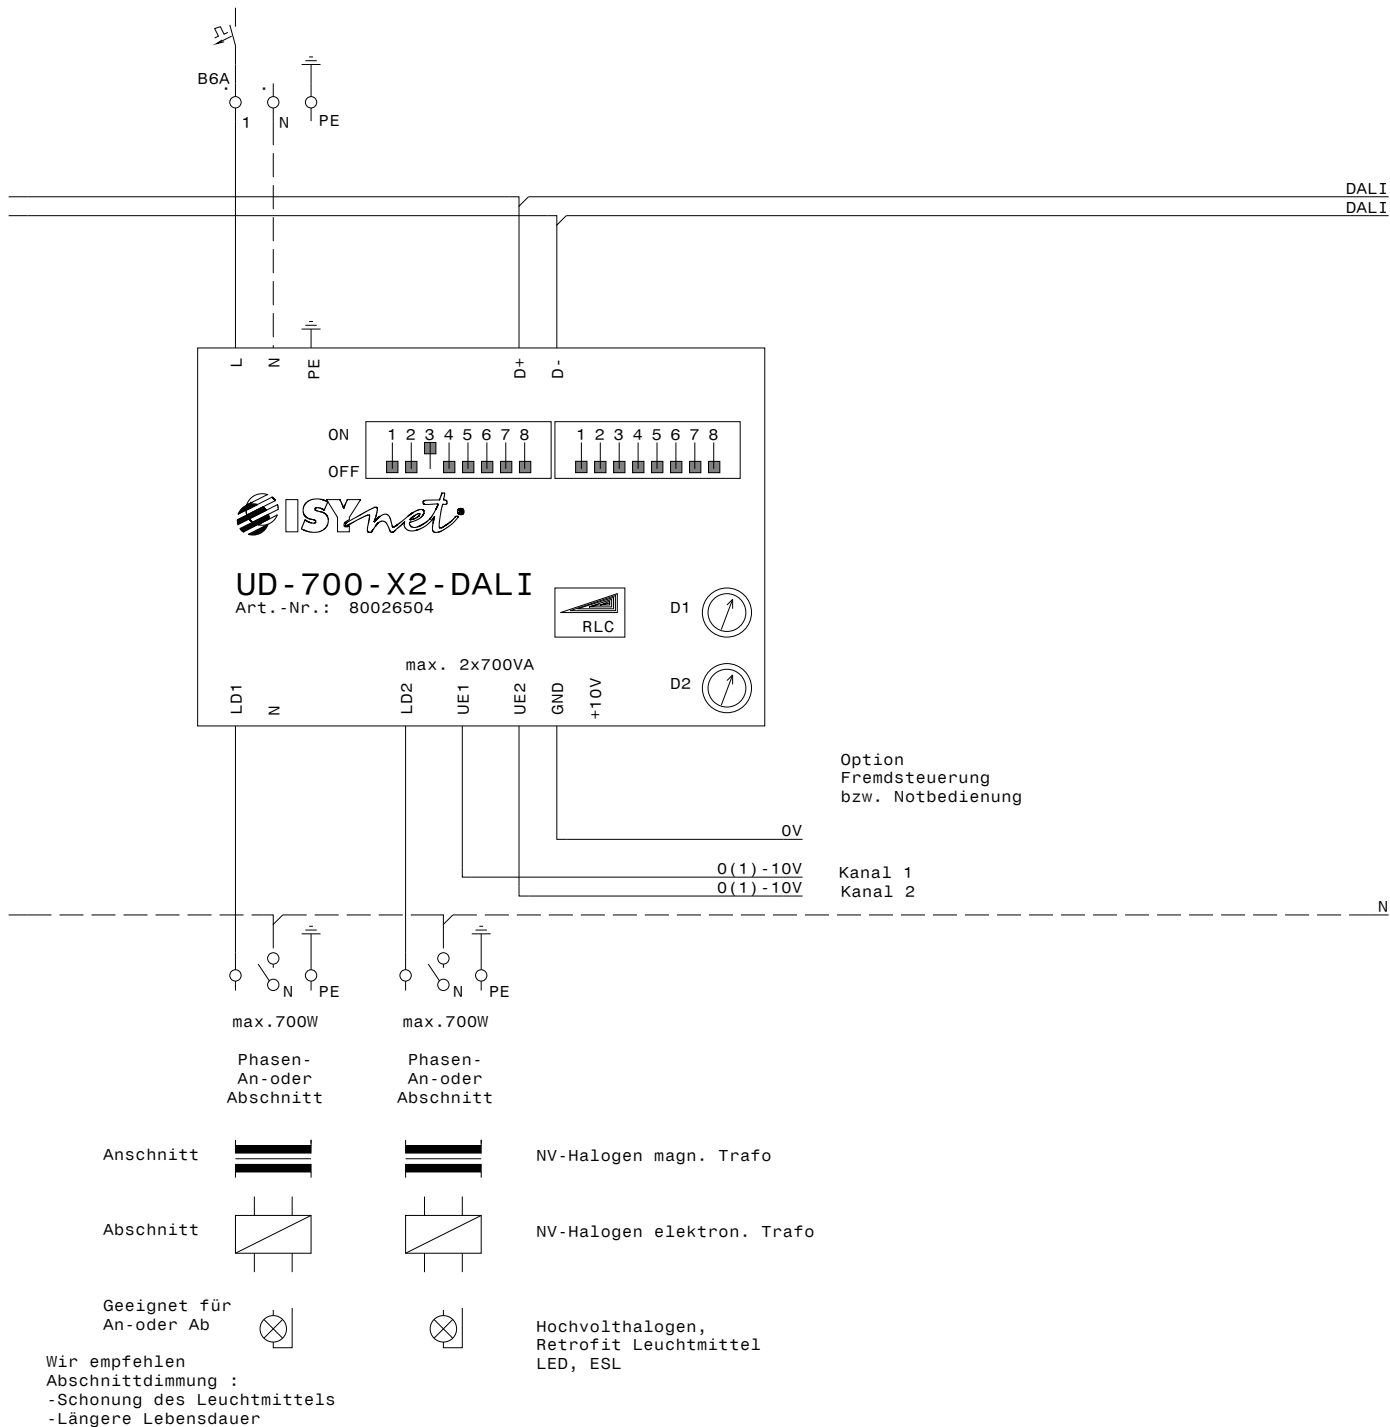 B6A
1 N PE
DALI
DALI
L N PE D+ D-
ON 1 2 3 4 5 6 7 8 1 2 3 4 5 6 7 8
OFF
ISYnet
UD-700-X2-DALI
Art.-Nr.: 80026504
RLC
D1
D2
max. 2x700VA
LD1 N LD2 UE1 UE2 GND +10V
Option
Fremdsteuerung
bzw. Notbedienung
0V
0(1)-10V Kanal 1
0(1)-10V Kanal 2
N
N PE N PE
max.700W max.700W
Phasen- Phasen-
An-oder An-oder
Abschnitt Abschnitt
Anschnitt NV-Halogen magn. Trafo
Abschnitt NV-Halogen elektron. Trafo
Geeignet für
An-oder Ab
Hochvolthalogen,
Retrofit Leuchtmittel
LED, ESL
Wir empfehlen
Abschnittdimmung :
-Schonung des Leuchtmittels
-Längere Lebensdauer